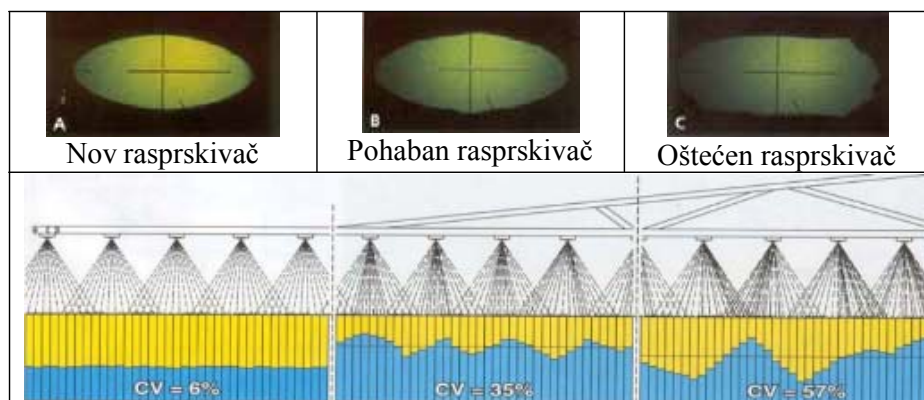 A
B
C
Nov rasprskivač
Pohaban rasprskivač
Oštećen rasprskivač
CV = 6%
CV = 35%
CV = 57%